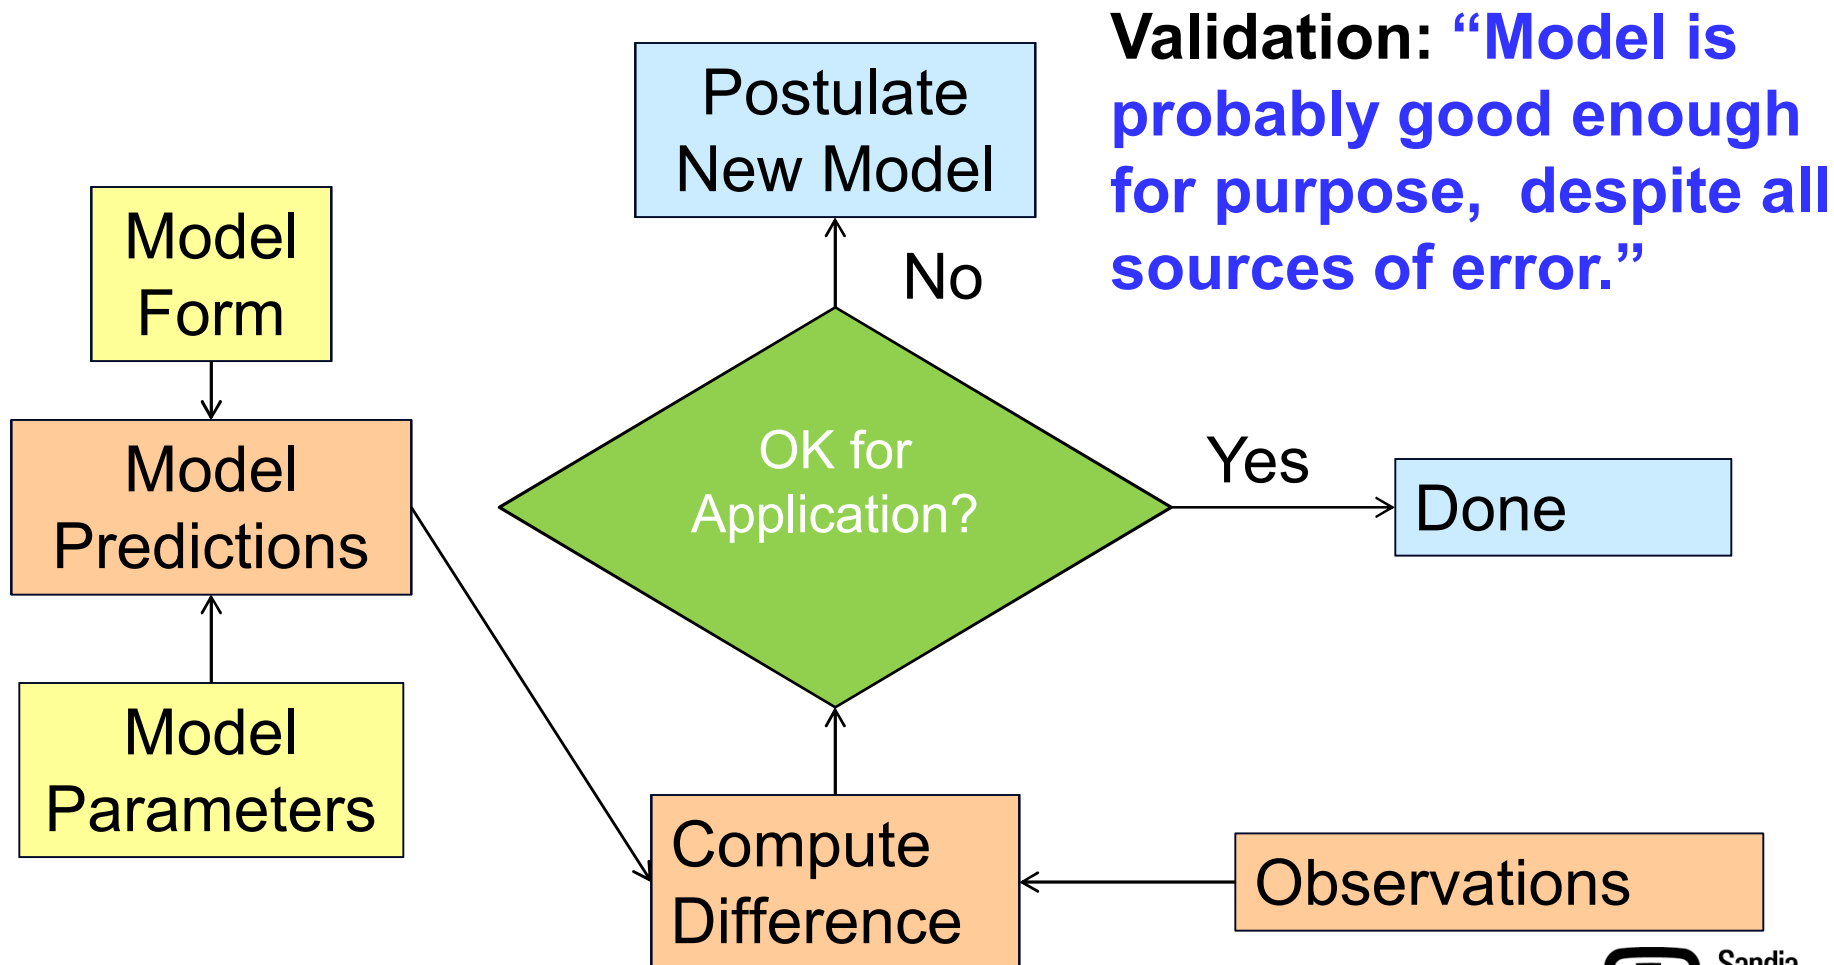 Validation: “Model is
probably good enough
for purpose, despite all
sources of error.”
Postulate
New Model
Model
Form
No
Model
Predictions
OK for
Application?
Yes
Done
Model
Parameters
Compute
Difference
Observations
Sandia